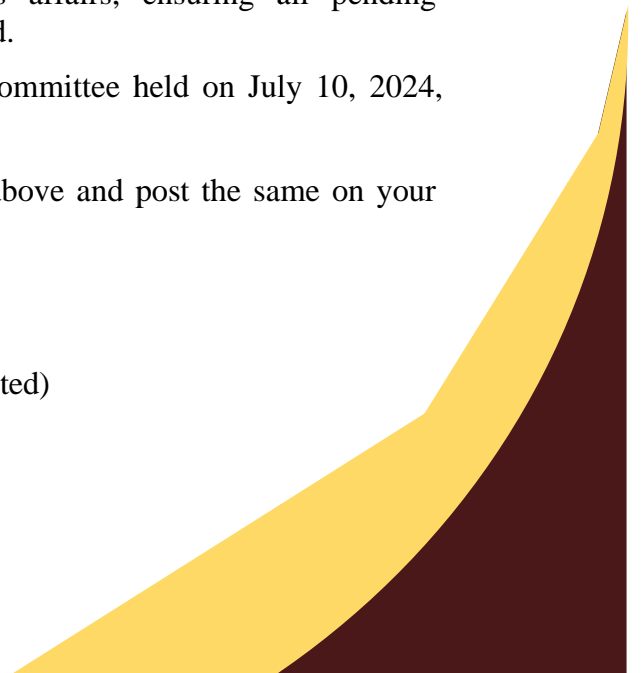 affairs, ensuring all pending
d.
ommittee held on July 10, 2024,
bove and post the same on your
ted)